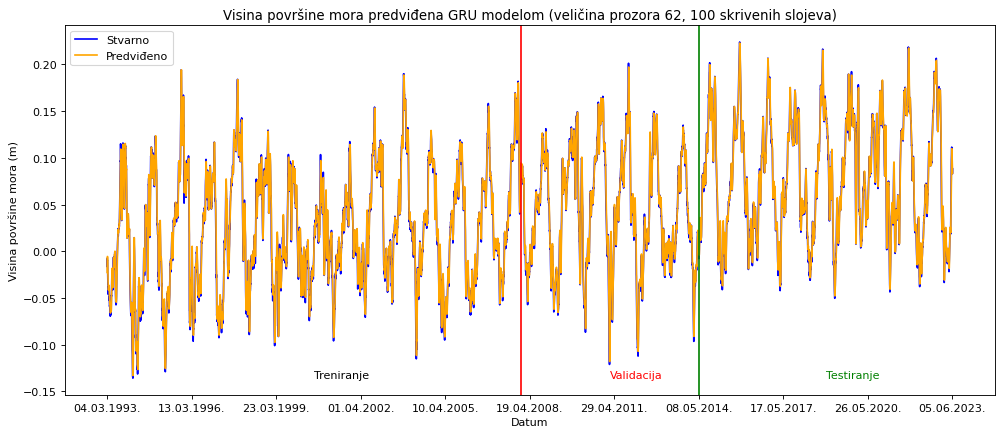 Visina površine mora predviđena GRU modelom (veličina prozora 62, 100 skrivenih slojeva)
Stvarno
Predviđeno
Visina površine mora (m)
0.20
0.15
0.10
0.05
0.00
−0.05
−0.10
−0.15
Treniranje
Validacija
Testiranje
04.03.1993.
13.03.1996.
23.03.1999.
01.04.2002.
10.04.2005.
19.04.2008.
29.04.2011.
08.05.2014.
17.05.2017.
26.05.2020.
05.06.2023.
Datum